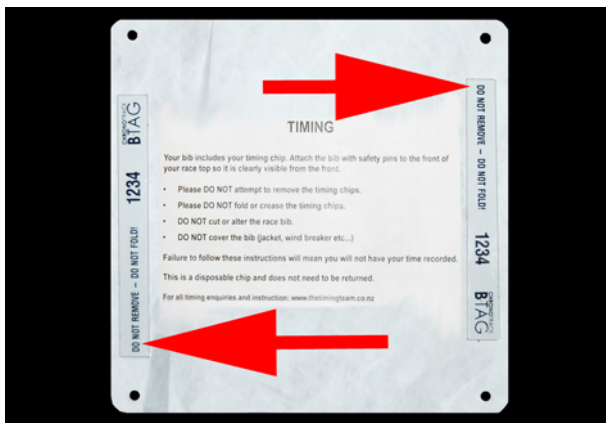 TIMING
Your bib includes your timing chip. Attach the bib with safety pins to the front of
your race top so it is clearly visible from the front.
• Please DO NOT attempt to remove the timing chips.
• Please DO NOT fold or crease the timing chips.
• DO NOT cut or alter the race bib.
• DO NOT cover the bib (jacket, wind breaker etc...)
Failure to follow these instructions will mean you will not have your time recorded.
This is a disposable chip and does not need to be returned.
For all timing enquiries and instruction: www.thetimingteam.co.nz
DO NOT REMOVE – DO NOT FOLD! 1234
CHRONOTRACK
BTAG
DO NOT REMOVE – DO NOT FOLD! 1234
CHRONOTRACK
BTAG